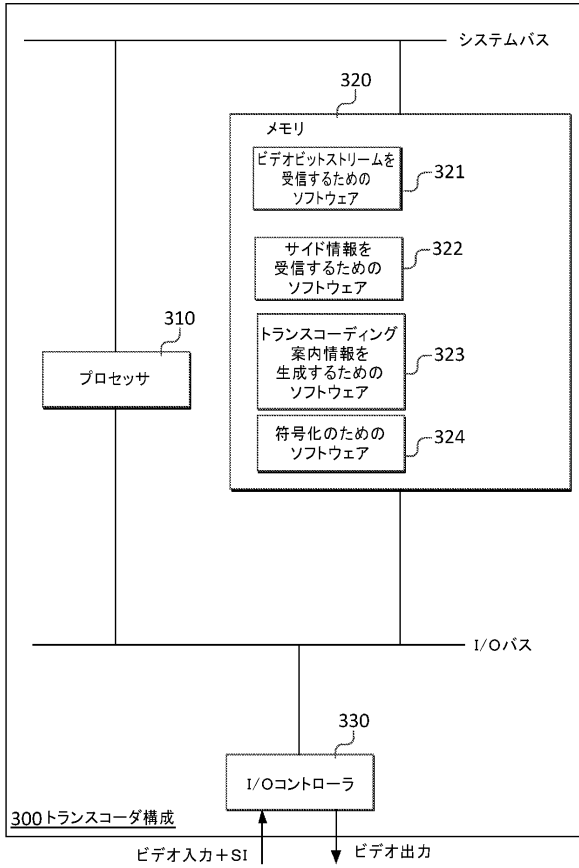 システムバス
320
メモリ
ビデオビットストリームを
受信するための
ソフトウェア
321
サイド情報を
受信するための
ソフトウェア
322
310
プロセッサ
トランスコーディング
案内情報を
生成するための
ソフトウェア
323
符号化のための
ソフトウェア
324
I/Oバス
330
I/Oコントローラ
300トランスコーダ構成
ビデオ入力+SI
ビデオ出力